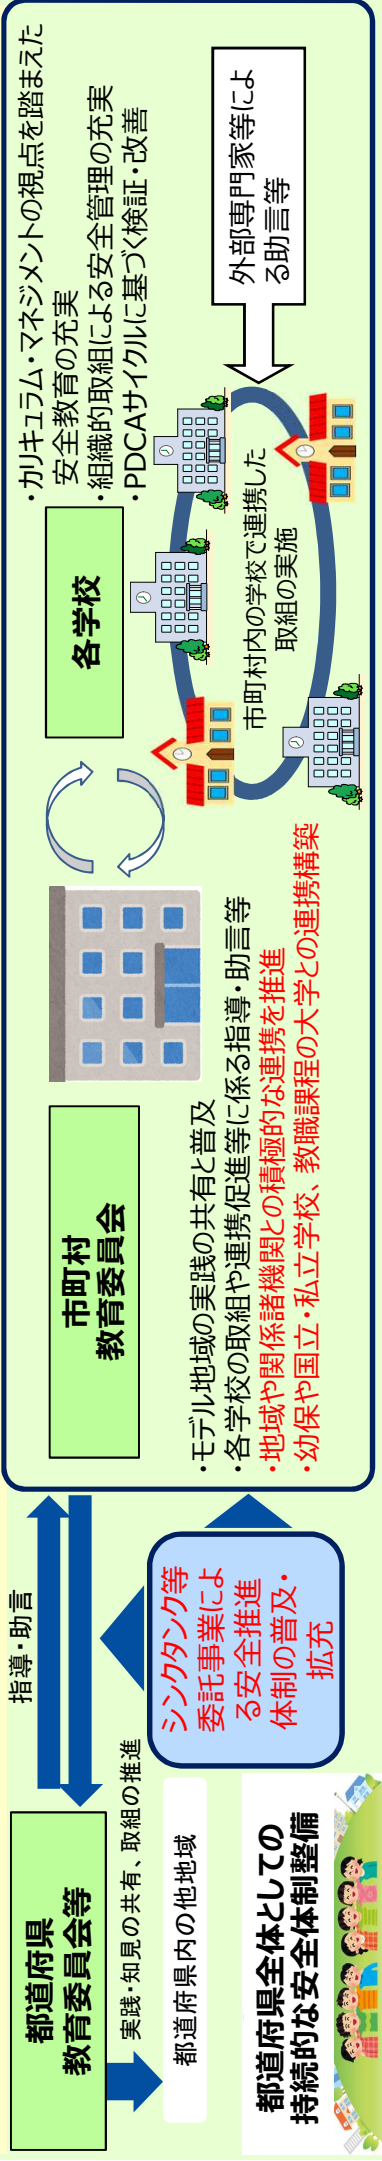 都道府県
教育委員会等
指導・助言
実践・知見の共有、取組の推進
都道府県内の他地域
都道府県全体としての
持続的な安全体制整備
シンクタンク等
委託事業によ
る安全推進
体制の普及・
拡充
市町村
教育委員会
・モデル地域の実践の共有と普及
・各学校の取組や連携促進等に係る指導・助言等
・地域や関係諸機関との積極的な連携を推進
・幼保や国立・私立学校、教職課程の大学との連携構築
各学校
・カリキュラム・マネジメントの視点を踏まえた
安全教育の充実
・組織的取組による安全管理の充実
・PDCAサイクルに基づく検証・改善
市町村内の学校で連携した
取組の実施
外部専門家等によ
る助言等